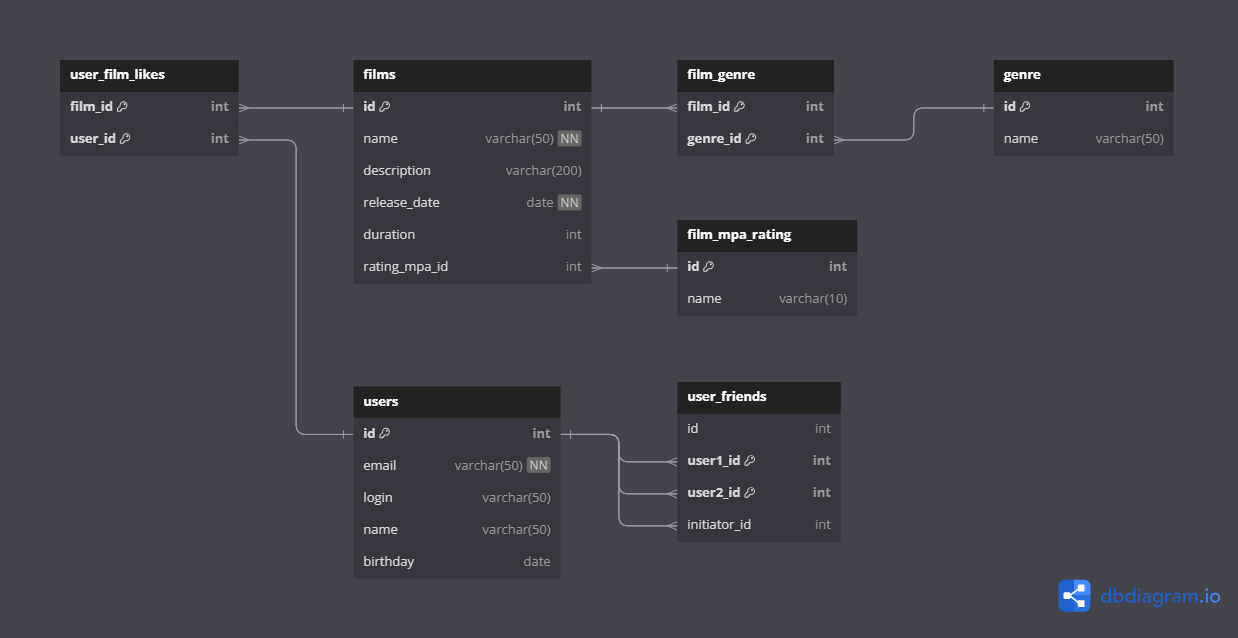 user_film_likes
film_id int
user_id int
films
id int
name varchar(50) NN
description varchar(200)
release_date date NN
duration int
rating_mpa_id int
film_genre
film_id int
genre_id int
genre
id int
name varchar(50)
film_mpa_rating
id int
name varchar(10)
users
id int
email varchar(50) NN
login varchar(50)
name varchar(50)
birthday date
user_friends
id int
user1_id int
user2_id int
initiator_id int
dbdiagram.io